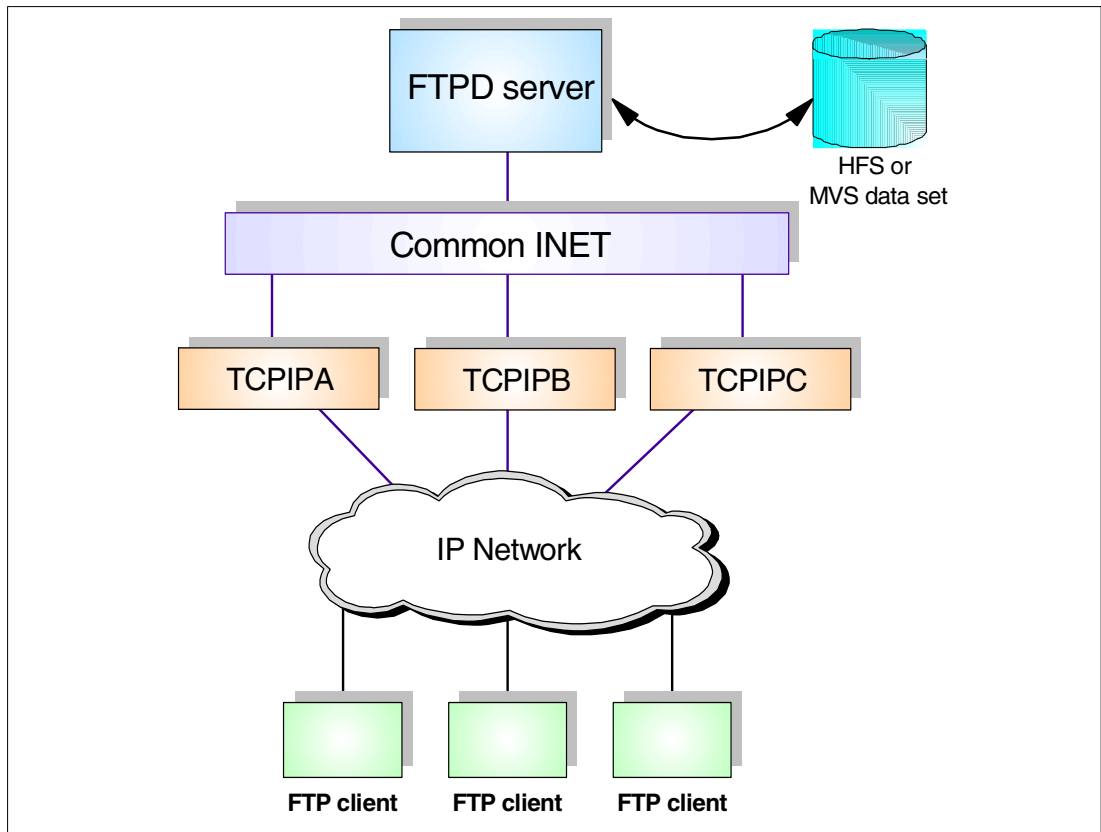 FTPD server
HFS or
MVS data set
Common INET
TCPIPA
TCPIPB
TCPIPC
IP Network
FTP client
FTP client
FTP client